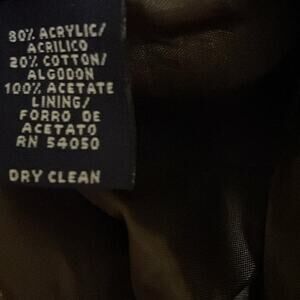 80% ACRYLIC/
ACRILICO
20% COTTON/
ALGODON
100% ACETATE
LINING/
FORRO DE
ACETATO
RN 54050
DRY CLEAN